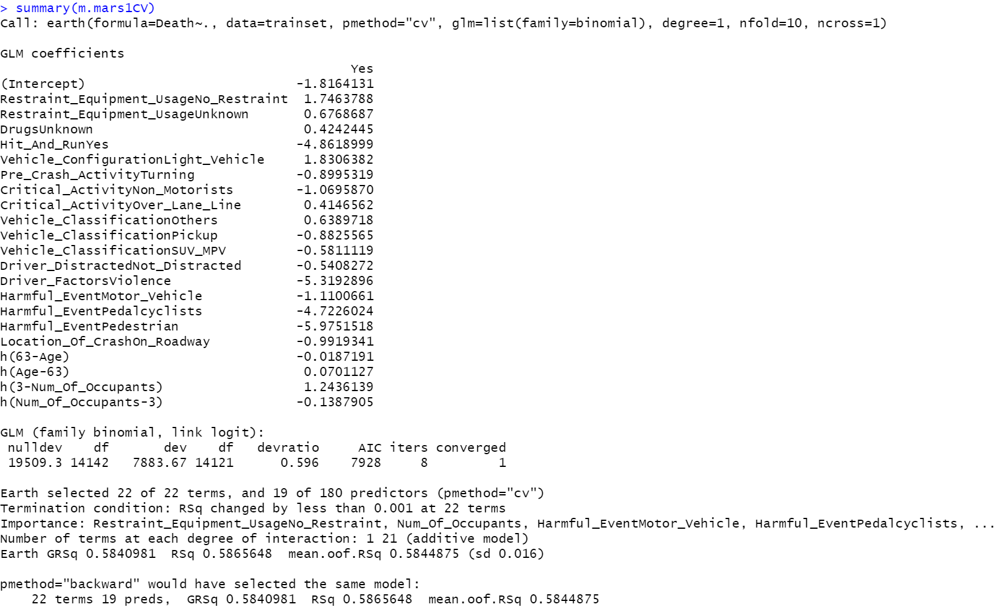 > summary(m.mars1CV)
Call: earth(formula=Death~., data=trainset, pmethod="cv", glm=list(family=binomial), degree=1, nfold=10, ncross=1)
GLM coefficients
Yes
(Intercept) -1.8164131
Restraint_Equipment_UsageNo_Restraint 1.7463788
Restraint_Equipment_UsageUnknown 0.6768687
DrugsUnknown 0.4242445
Hit_And_RunYes -4.8618999
Vehicle_ConfigurationLight_Vehicle 1.8306382
Pre_Crash_ActivityTurning -0.8995319
Critical_ActivityNon_Motorists -1.0695870
Critical_ActivityOver_Lane_Line 0.4146562
Vehicle_ClassificationOthers 0.6389718
Vehicle_ClassificationPickup -0.8825565
Vehicle_ClassificationSUV_MPV -0.5811119
Driver_DistractedNot_Distracted -0.5408272
Driver_FactorsViolence -5.3192896
Harmful_EventMotor_Vehicle -1.1100661
Harmful_EventPedalcyclists -4.7226024
Harmful_EventPedestrian -5.9751518
Location_Of_CrashOn_Roadway -0.9919341
h(63-Age) -0.0187191
h(Age-63) 0.0701127
h(3-Num_Of_Occupants) 1.2436139
h(Num_Of_Occupants-3) -0.1387905
GLM (family binomial, link logit):
nulldev df dev df devratio AIC iters converged
19509.3 14142 7883.67 14121 0.596 7928 8 1
Earth selected 22 of 22 terms, and 19 of 180 predictors (pmethod="cv")
Termination condition: RSq changed by less than 0.001 at 22 terms
Importance: Restraint_Equipment_UsageNo_Restraint, Num_Of_Occupants, Harmful_EventMotor_Vehicle, Harmful_EventPedalcyclists, ...
Number of terms at each degree of interaction: 1 21 (additive model)
Earth GRSq 0.5840981 RSq 0.5865648 mean.oof.RSq 0.5844875 (sd 0.016)
pmethod="backward" would have selected the same model:
22 terms 19 preds, GRSq 0.5840981 RSq 0.5865648 mean.oof.RSq 0.5844875